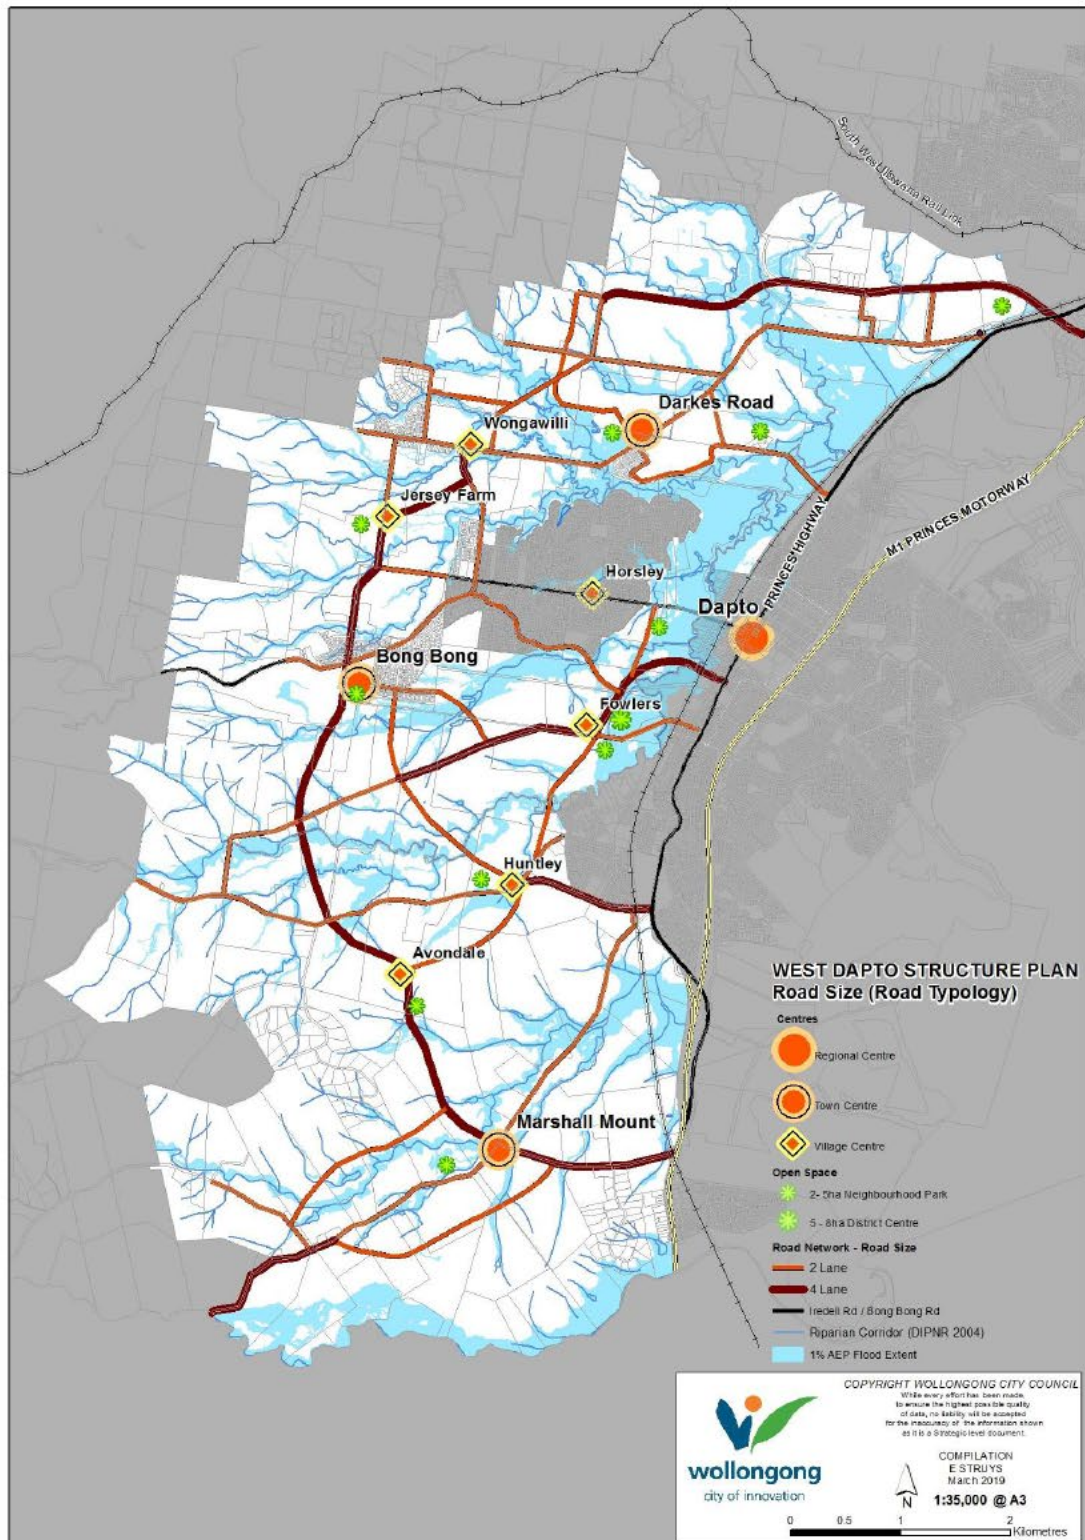 South West Illawarra Rail Link
Darkes Road
Wongawilli
Jersey Farm
PRINCES HIGHWAY
M1 PRINCES MOTORWAY
Horsley
Dapto
Bong Bong
Fowlers
Huntley
Avondale
Marshall Mount
WEST DAPTO STRUCTURE PLAN
Road Size (Road Typology)
Centres
Regional Centre
Town Centre
Village Centre
Open Space
2- 5ha Neighbourhood Park
5 - 8ha District Centre
Road Network - Road Size
2 Lane
4 Lane
Iredell Rd / Bong Bong Rd
Riparian Corridor (DIPNR 2004)
1% AEP Flood Extent
COPYRIGHT WOLLONGONG CITY COUNCIL
While every effort has been made,
to ensure the highest possible quality
of data, no liability will be accepted
for the inaccuracy of the information shown
as it is a Strategic level document.
COMPILATION
E STRUYS
March 2019
1:35,000 @ A3
N
wollongong
city of innovation
0 0.5 1 2
Kilometres